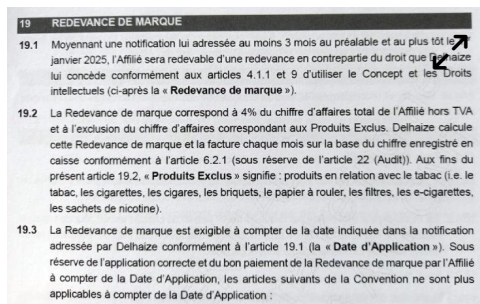 19 REDEVANCE DE MARQUE
19.1 Moyennant une notification lui adressée au moins 3 mois au préalable et au plus tôt le
janvier 2025, l'Affilié sera redevable d'une redevance en contrepartie du droit que Delhaize
lui concède conformément aux articles 4.1.1 et 9 d'utiliser le Concept et les Droits
intellectuels (ci-après la « Redevance de marque »).
19.2 La Redevance de marque correspond à 4% du chiffre d'affaires total de l'Affilié hors TVA
et à l'exclusion du chiffre d'affaires correspondant aux Produits Exclus. Delhaize calcule
cette Redevance de marque et la facture chaque mois sur la base du chiffre enregistré en
caisse conformément à l'article 6.2.1 (sous réserve de l'article 22 (Audit)). Aux fins du
présent article 19.2, « Produits Exclus » signifie : produits en relation avec le tabac (i.e. le
tabac, les cigarettes, les cigares, les briquets, le papier à rouler, les filtres, les e-cigarettes,
les sachets de nicotine).
19.3 La Redevance de marque est exigible à compter de la date indiquée dans la notification
adressée par Delhaize conformément à l'article 19.1 (la « Date d'Application »). Sous
réserve de l'application correcte et du bon paiement de la Redevance de marque par l'Affilié
à compter de la Date d'Application, les articles suivants de la Convention ne sont plus
applicables à compter de la Date d'Application :